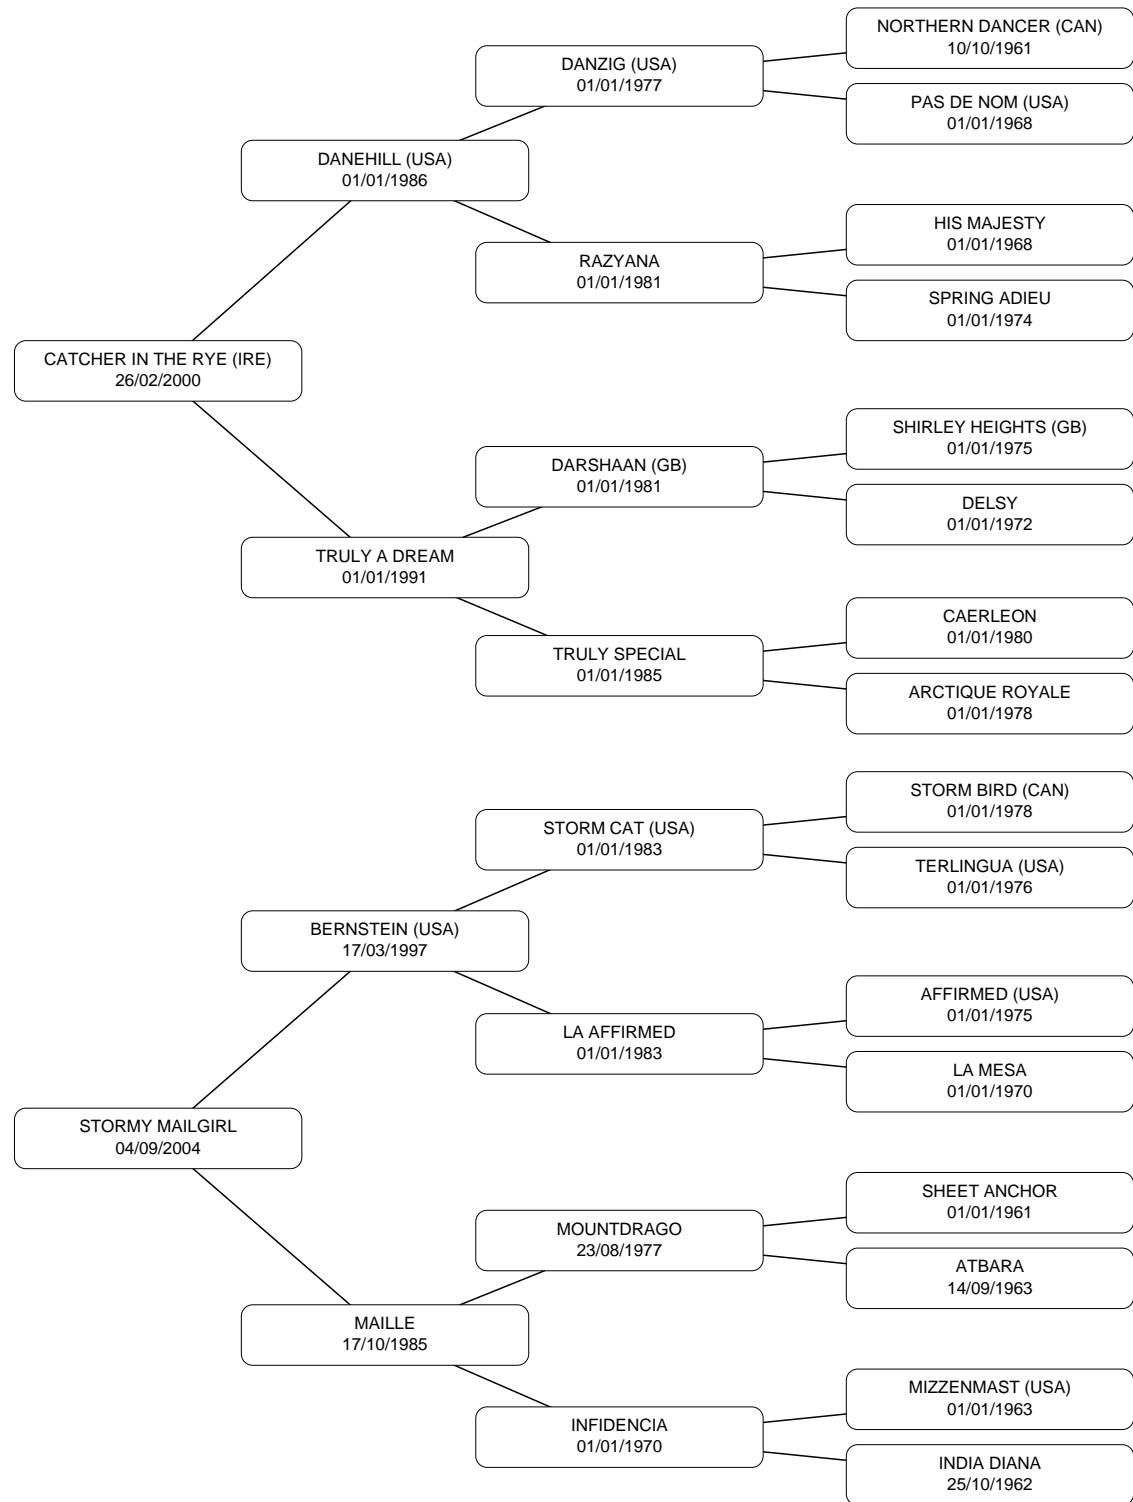 NORTHERN DANCER (CAN)
10/10/1961
DANZIG (USA)
01/01/1977
PAS DE NOM (USA)
01/01/1968
DANEHILL (USA)
01/01/1986
HIS MAJESTY
01/01/1968
RAZYANA
01/01/1981
SPRING ADIEU
01/01/1974
CATCHER IN THE RYE (IRE)
26/02/2000
SHIRLEY HEIGHTS (GB)
01/01/1975
DARSHAAN (GB)
01/01/1981
DELSY
01/01/1972
TRULY A DREAM
01/01/1991
CAERLEON
01/01/1980
TRULY SPECIAL
01/01/1985
ARCTIQUE ROYALE
01/01/1978
STORM BIRD (CAN)
01/01/1978
STORM CAT (USA)
01/01/1983
TERLINGUA (USA)
01/01/1976
BERNSTEIN (USA)
17/03/1997
AFFIRMED (USA)
01/01/1975
LA AFFIRMED
01/01/1983
LA MESA
01/01/1970
STORMY MAILGIRL
04/09/2004
SHEET ANCHOR
01/01/1961
MOUNTDRAGO
23/08/1977
ATBARA
14/09/1963
MAILLE
17/10/1985
MIZZENMAST (USA)
01/01/1963
INFIDENCIA
01/01/1970
INDIA DIANA
25/10/1962